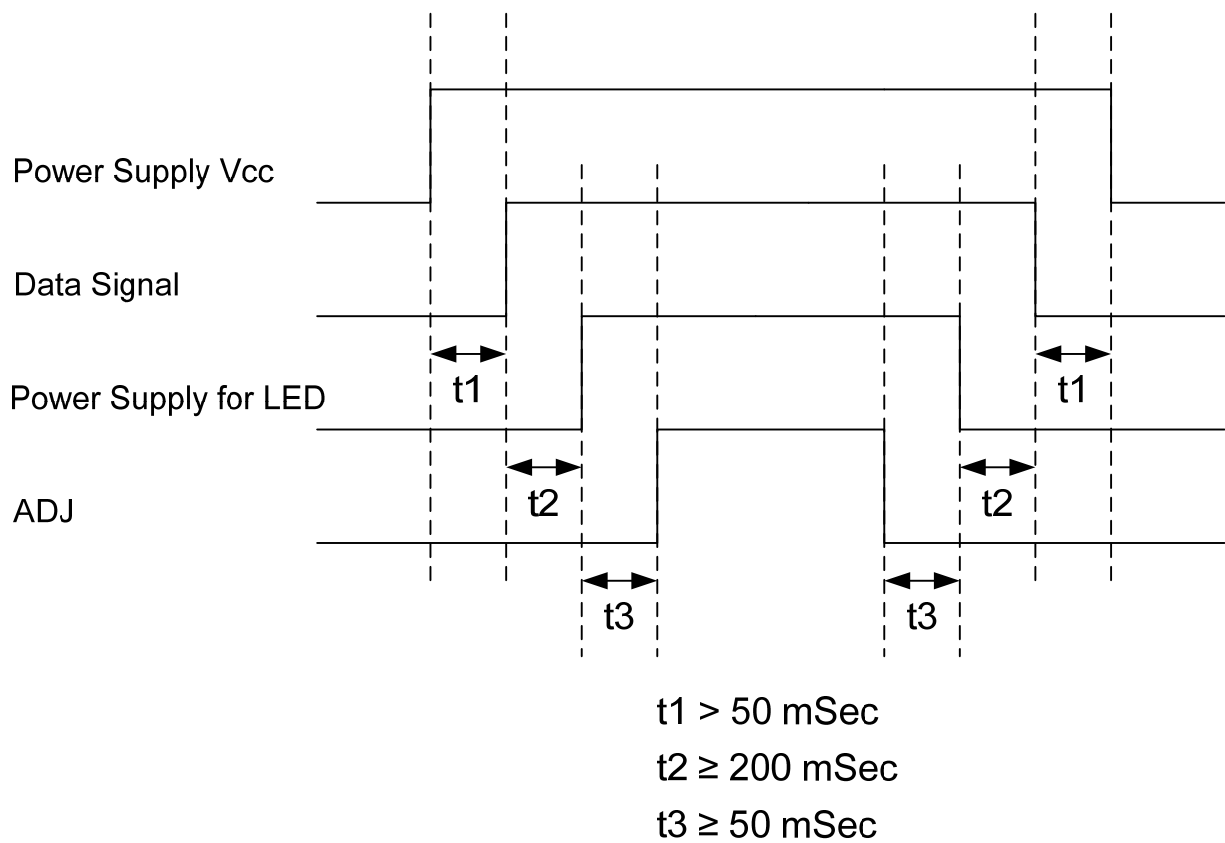 Power Supply Vcc
Data Signal
t1
t1
Power Supply for LED
t2
t2
ADJ
t3
t3
t1 > 50 mSec
t2 ≥ 200 mSec
t3 ≥ 50 mSec